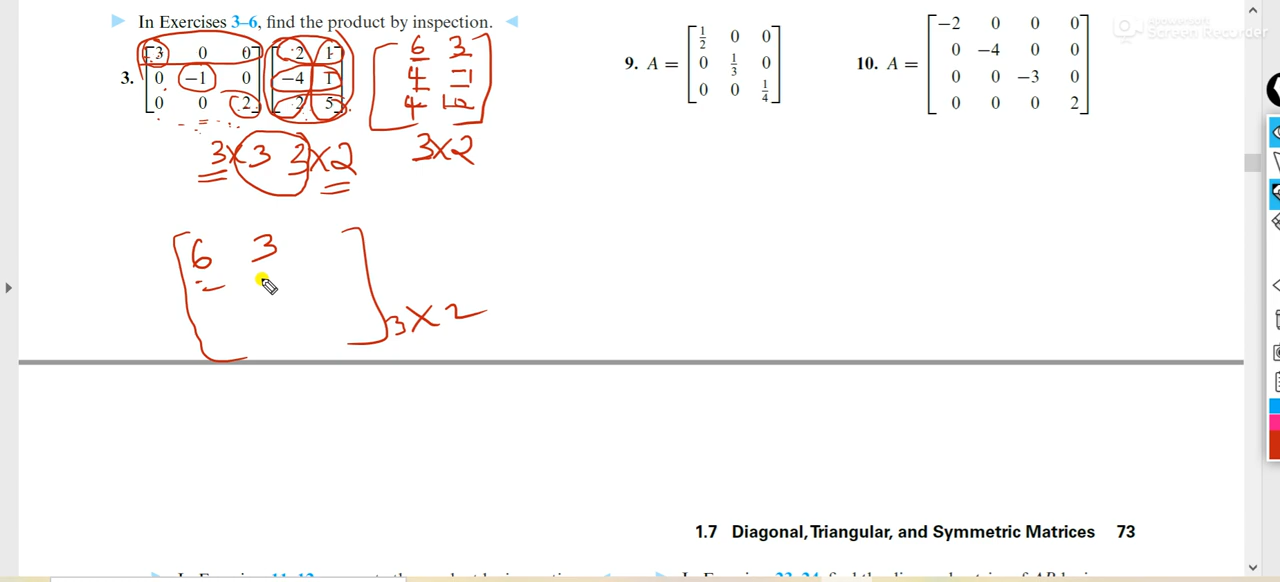 In Exercises 3–6, find the product by inspection.
3. [3 0 0] [2 1] [6 3]
[0 −1 0] [−4 1] [4 −1]
[0 0 2] [2 5] [4 10]
3×3 3×2 3×2
[6 3] 3×2
9. A = [1/2 0 0]
[0 1/3 0]
[0 0 1/4]
10. A = [−2 0 0 0]
[0 −4 0 0]
[0 0 −3 0]
[0 0 0 2]
Apowersoft
Screen Recorder
1.7 Diagonal, Triangular, and Symmetric Matrices 73